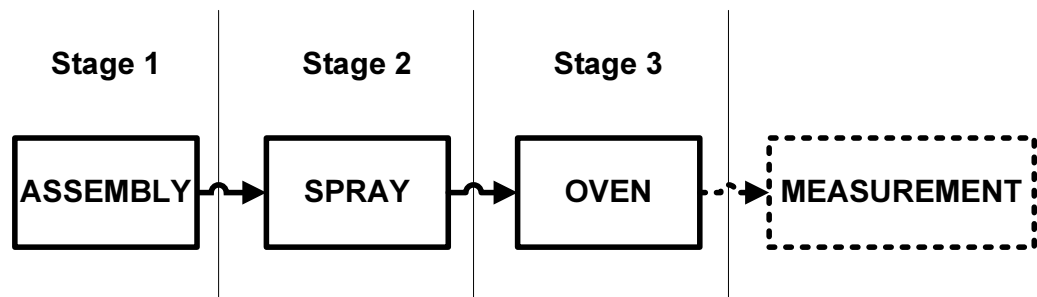 Stage 1
Stage 2
Stage 3
ASSEMBLY
SPRAY
OVEN
MEASUREMENT